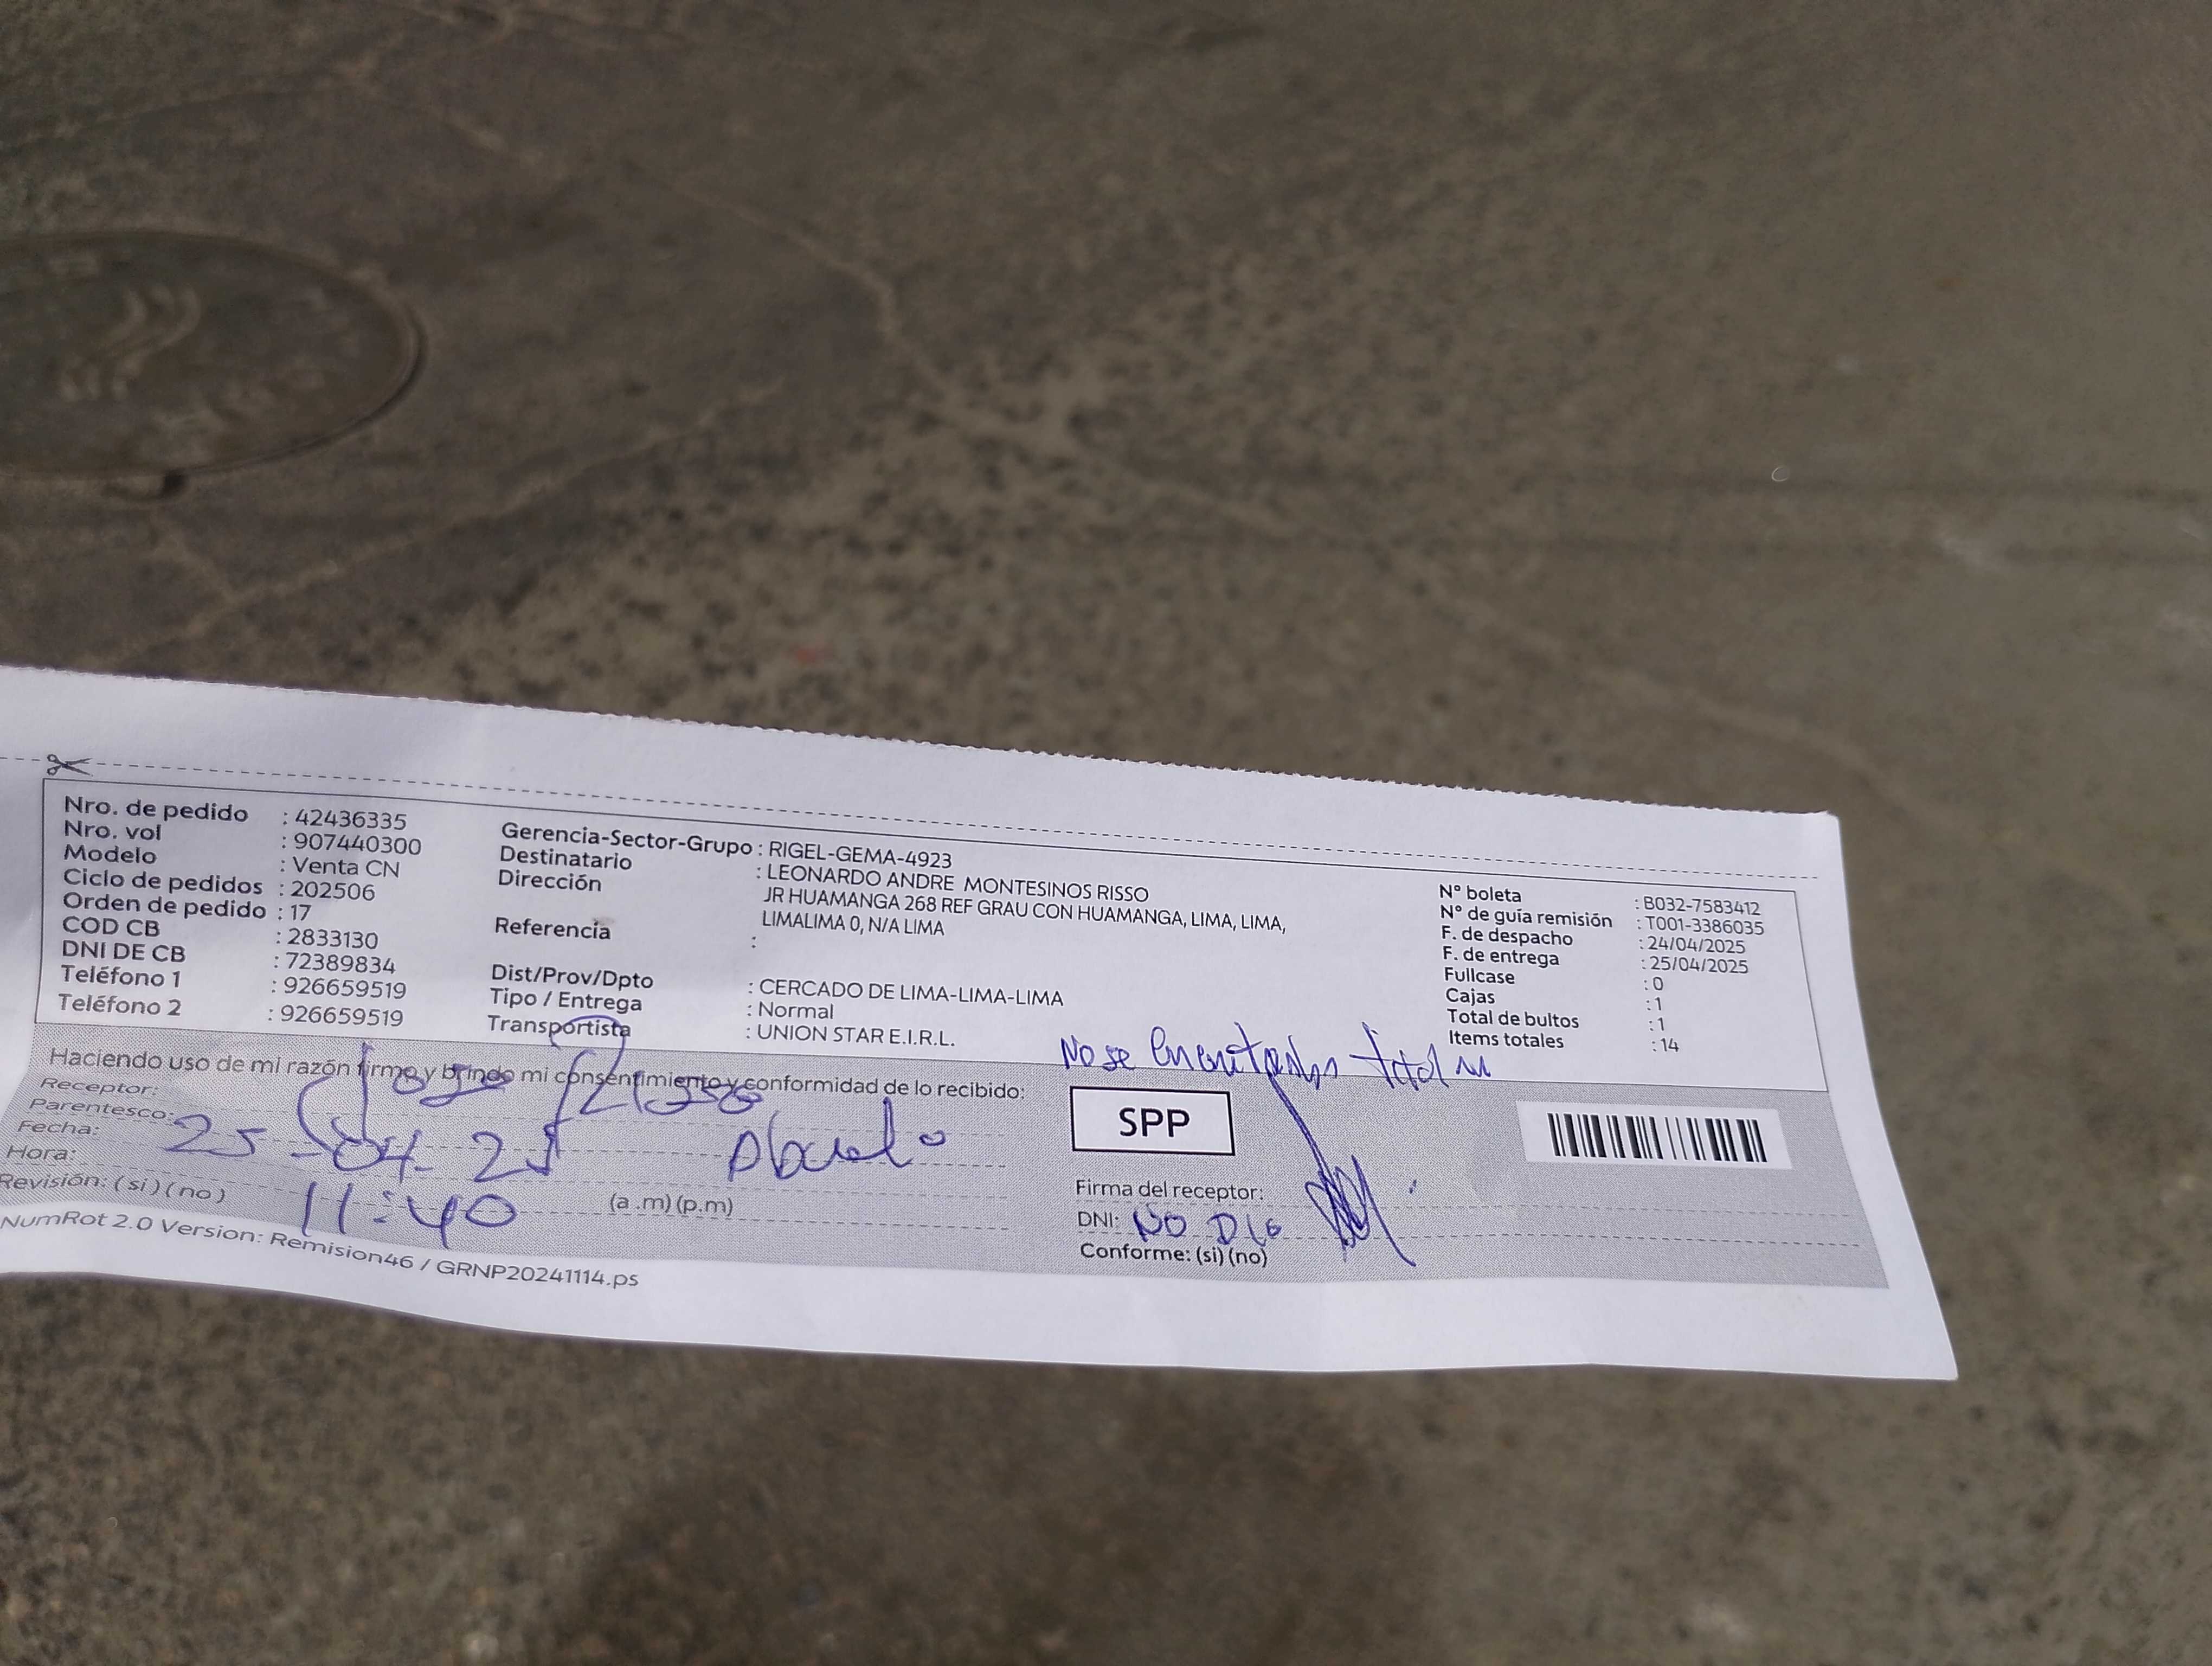 Nro. de pedido : 42436335
Nro. vol : 907440300
Modelo : Venta CN
Ciclo de pedidos : 202506
Orden de pedido : 17
COD CB : 2833130
DNI DE CB : 72389834
Teléfono 1 : 926659519
Teléfono 2 : 926659519
Gerencia-Sector-Grupo : RIGEL-GEMA-4923
Destinatario : LEONARDO ANDRE MONTESINOS RISSO
Dirección JR HUAMANGA 268 REF GRAU CON HUAMANGA, LIMA, LIMA,
LIMALIMA 0, N/A LIMA
Referencia :
Dist/Prov/Dpto : CERCADO DE LIMA-LIMA-LIMA
Tipo / Entrega : Normal
Transportista : UNION STAR E.I.R.L.
N° boleta : B032-7583412
N° de guía remisión : T001-3386035
F. de despacho : 24/04/2025
F. de entrega : 25/04/2025
Fullcase : 0
Cajas : 1
Total de bultos : 1
Items totales : 14
No se
Haciendo uso de mi razón firmo y brindo mi consentimiento y conformidad de lo recibido:
Receptor: Jose
Parentesco: Abuelo
Fecha: 25-04-25
Hora: 11:40 (a .m) (p.m)
Revisión: (si) (no)
SPP
Firma del receptor:
DNI: NO DIO
Conforme: (si) (no)
NumRot 2.0 Version: Remision46 / GRNP20241114.ps